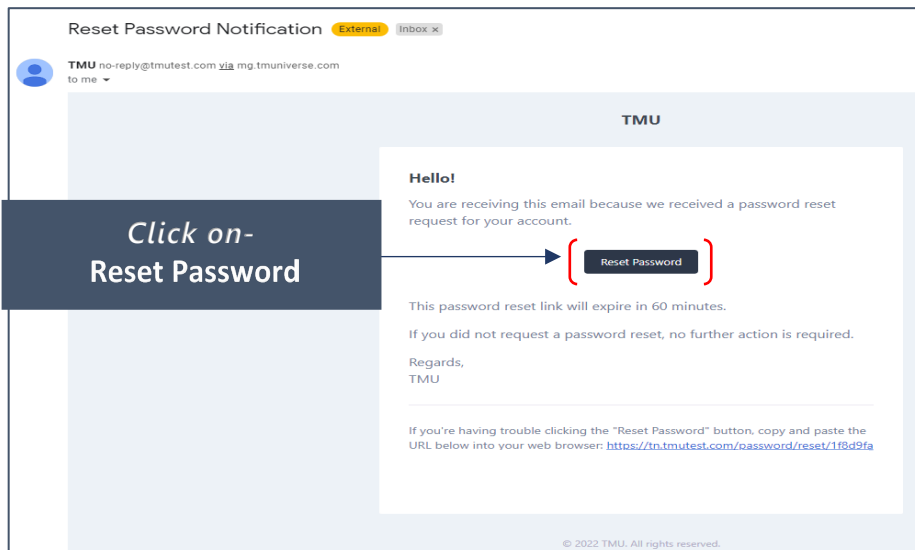 Reset Password Notification External Inbox x
TMU no-reply@tmutest.com via mg.tmuniverse.com
to me
TMU
Hello!
You are receiving this email because we received a password reset
request for your account.
Click on-
Reset Password
Reset Password
This password reset link will expire in 60 minutes.
If you did not request a password reset, no further action is required.
Regards,
TMU
If you're having trouble clicking the "Reset Password" button, copy and paste the
URL below into your web browser: https://tn.tmutest.com/password/reset/1f8d9fa
© 2022 TMU. All rights reserved.